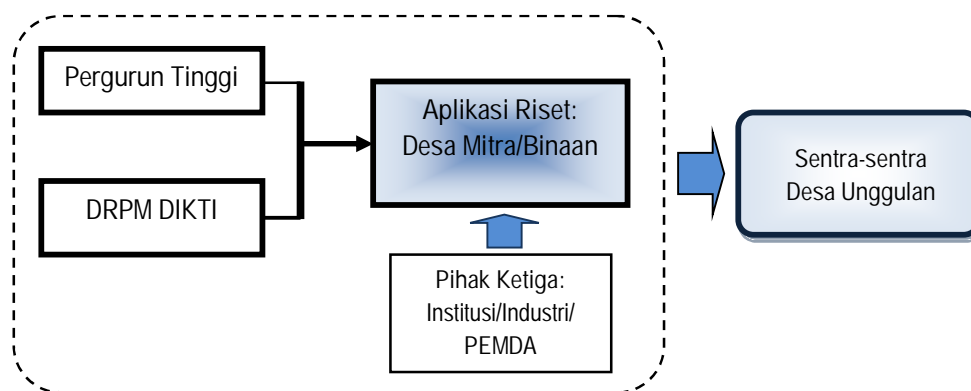 Pergurun Tinggi
DRPM DIKTI
Aplikasi Riset:
Desa Mitra/Binaan
Pihak Ketiga:
Institusi/Industri/
PEMDA
Sentra-sentra
Desa Unggulan